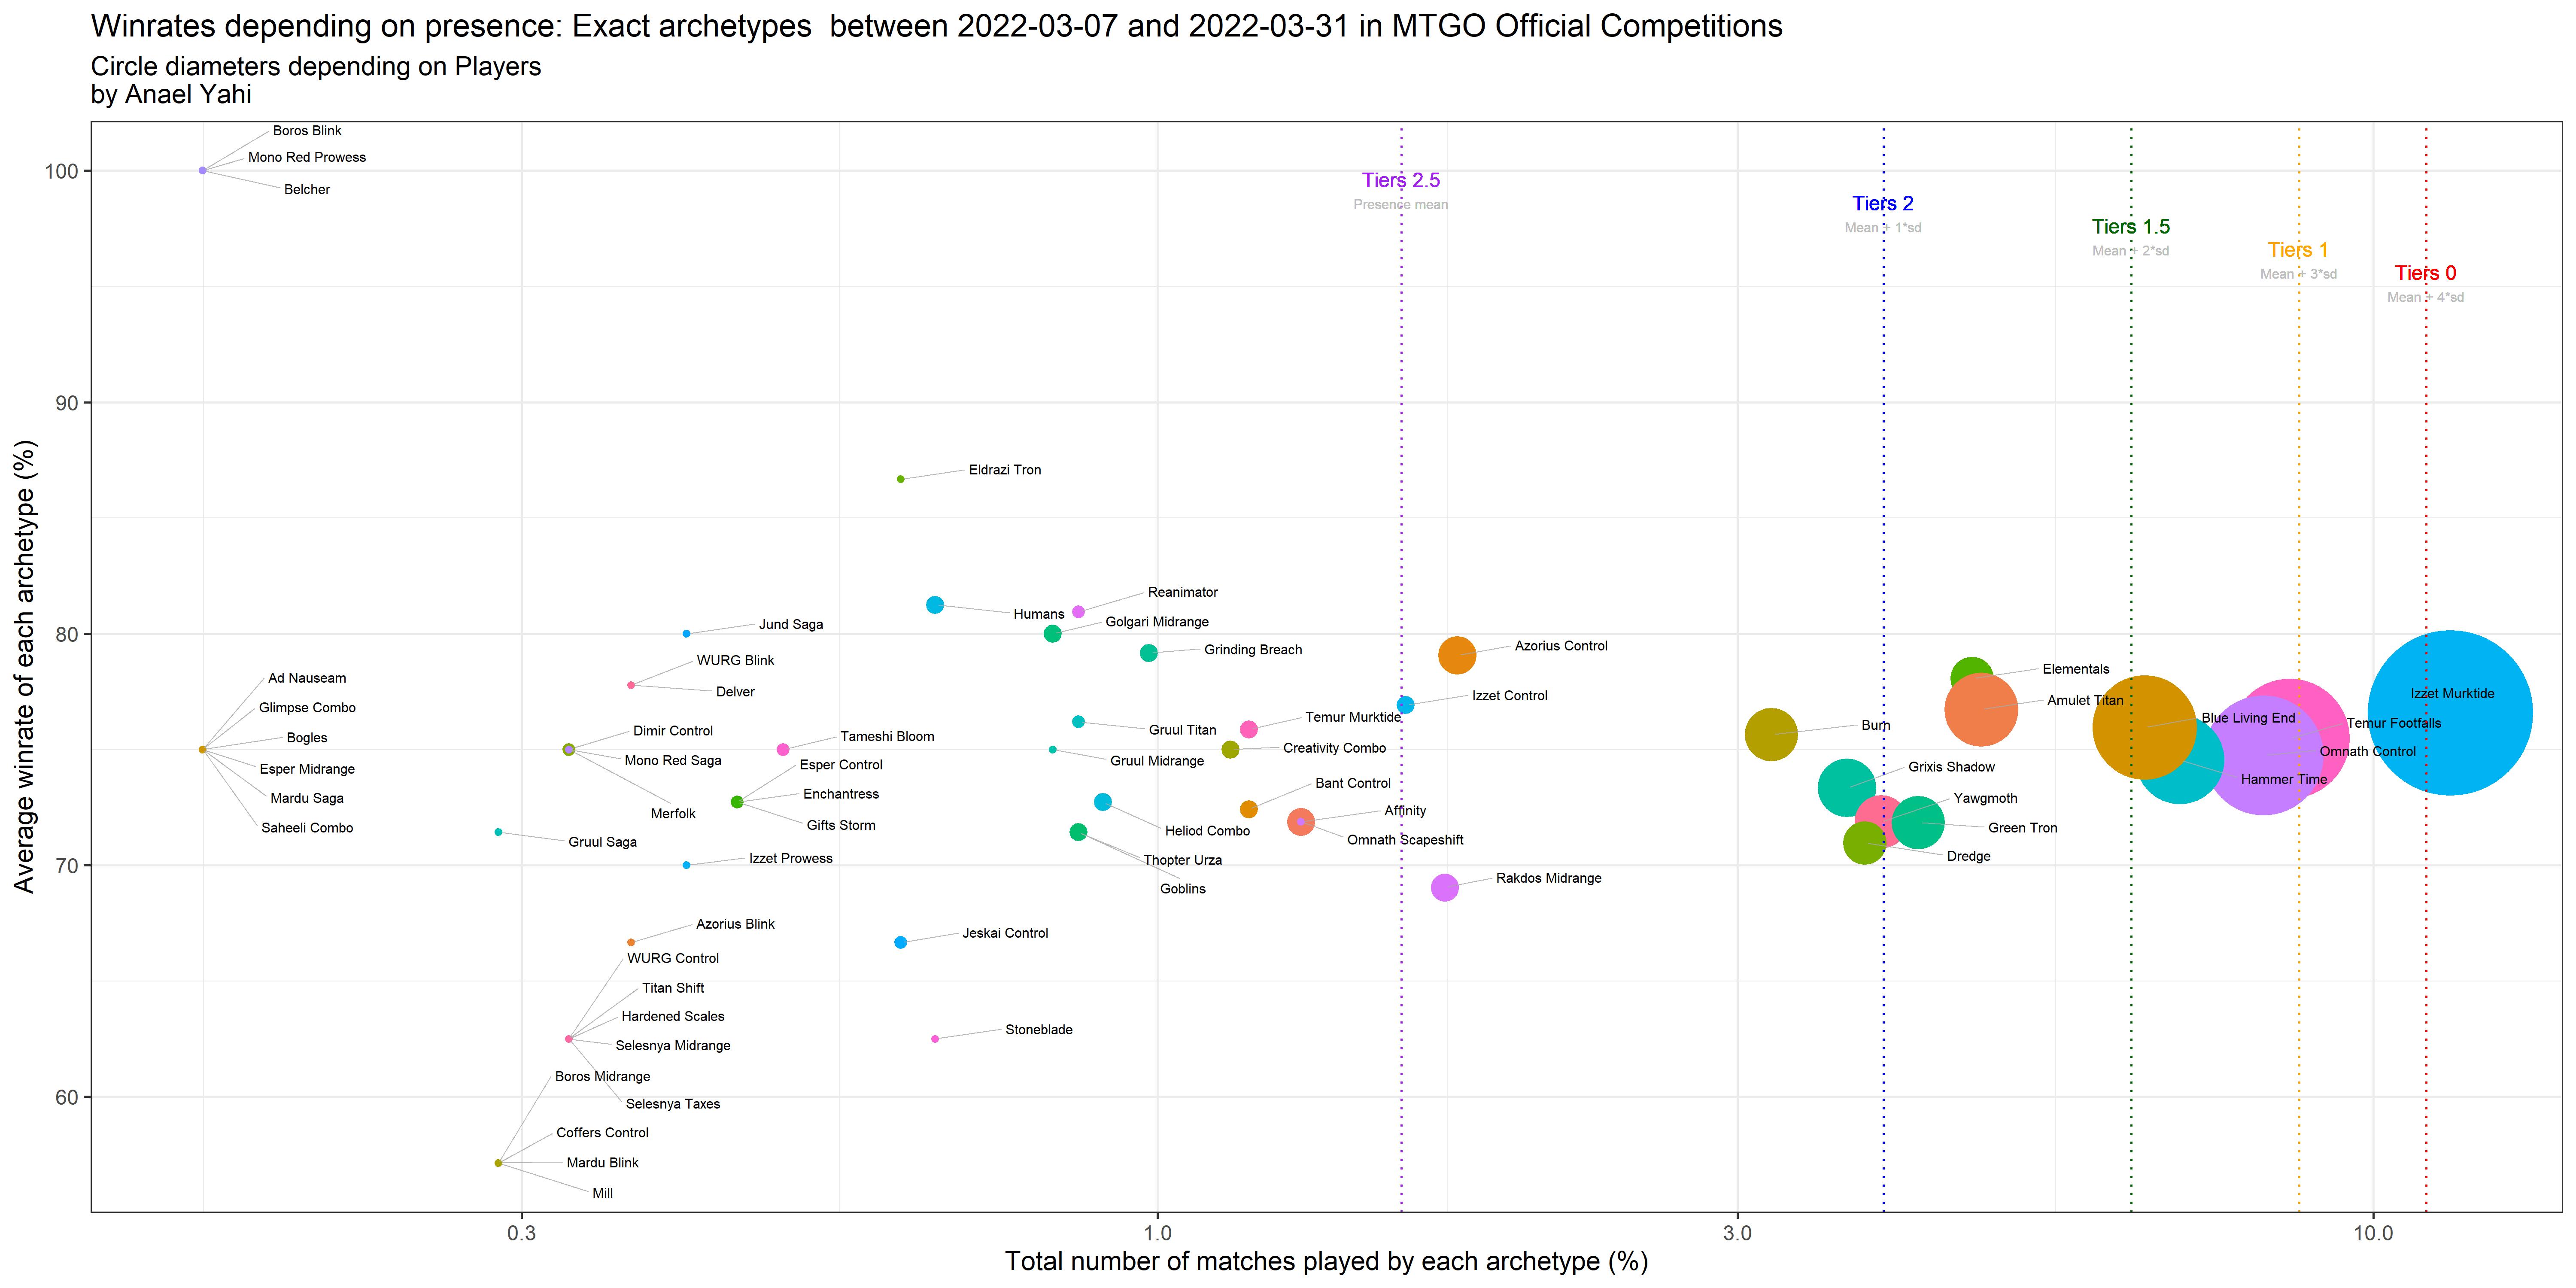 Winrates depending on presence: Exact archetypes  between 2022-03-07 and 2022-03-31 in MTGO Official Competitions
Circle diameters depending on Players
by Anael Yahi
Boros Blink
Mono Red Prowess
Belcher
Tiers 2.5
Presence mean
Tiers 2
Mean + 1*sd
Tiers 1.5
Mean + 2*sd
Tiers 1
Mean + 3*sd
Tiers 0
Mean + 4*sd
Eldrazi Tron
Reanimator
Humans
Golgari Midrange
Jund Saga
Azorius Control
Grinding Breach
WURG Blink
Elementals
Ad Nauseam
Delver
Izzet Murktide
Izzet Control
Amulet Titan
Glimpse Combo
Temur Murktide
Blue Living End
Temur Footfalls
Burn
Gruul Titan
Dimir Control
Tameshi Bloom
Bogles
Creativity Combo
Omnath Control
Mono Red Saga
Gruul Midrange
Esper Control
Grixis Shadow
Esper Midrange
Hammer Time
Bant Control
Enchantress
Yawgmoth
Mardu Saga
Affinity
Merfolk
Gifts Storm
Saheeli Combo
Green Tron
Heliod Combo
Omnath Scapeshift
Gruul Saga
Dredge
Izzet Prowess
Thopter Urza
Rakdos Midrange
Goblins
Azorius Blink
Jeskai Control
WURG Control
Titan Shift
Hardened Scales
Stoneblade
Selesnya Midrange
Boros Midrange
Selesnya Taxes
Coffers Control
Mardu Blink
Mill
100
90
80
70
60
Average winrate of each archetype (%)
0.3
1.0
3.0
10.0
Total number of matches played by each archetype (%)